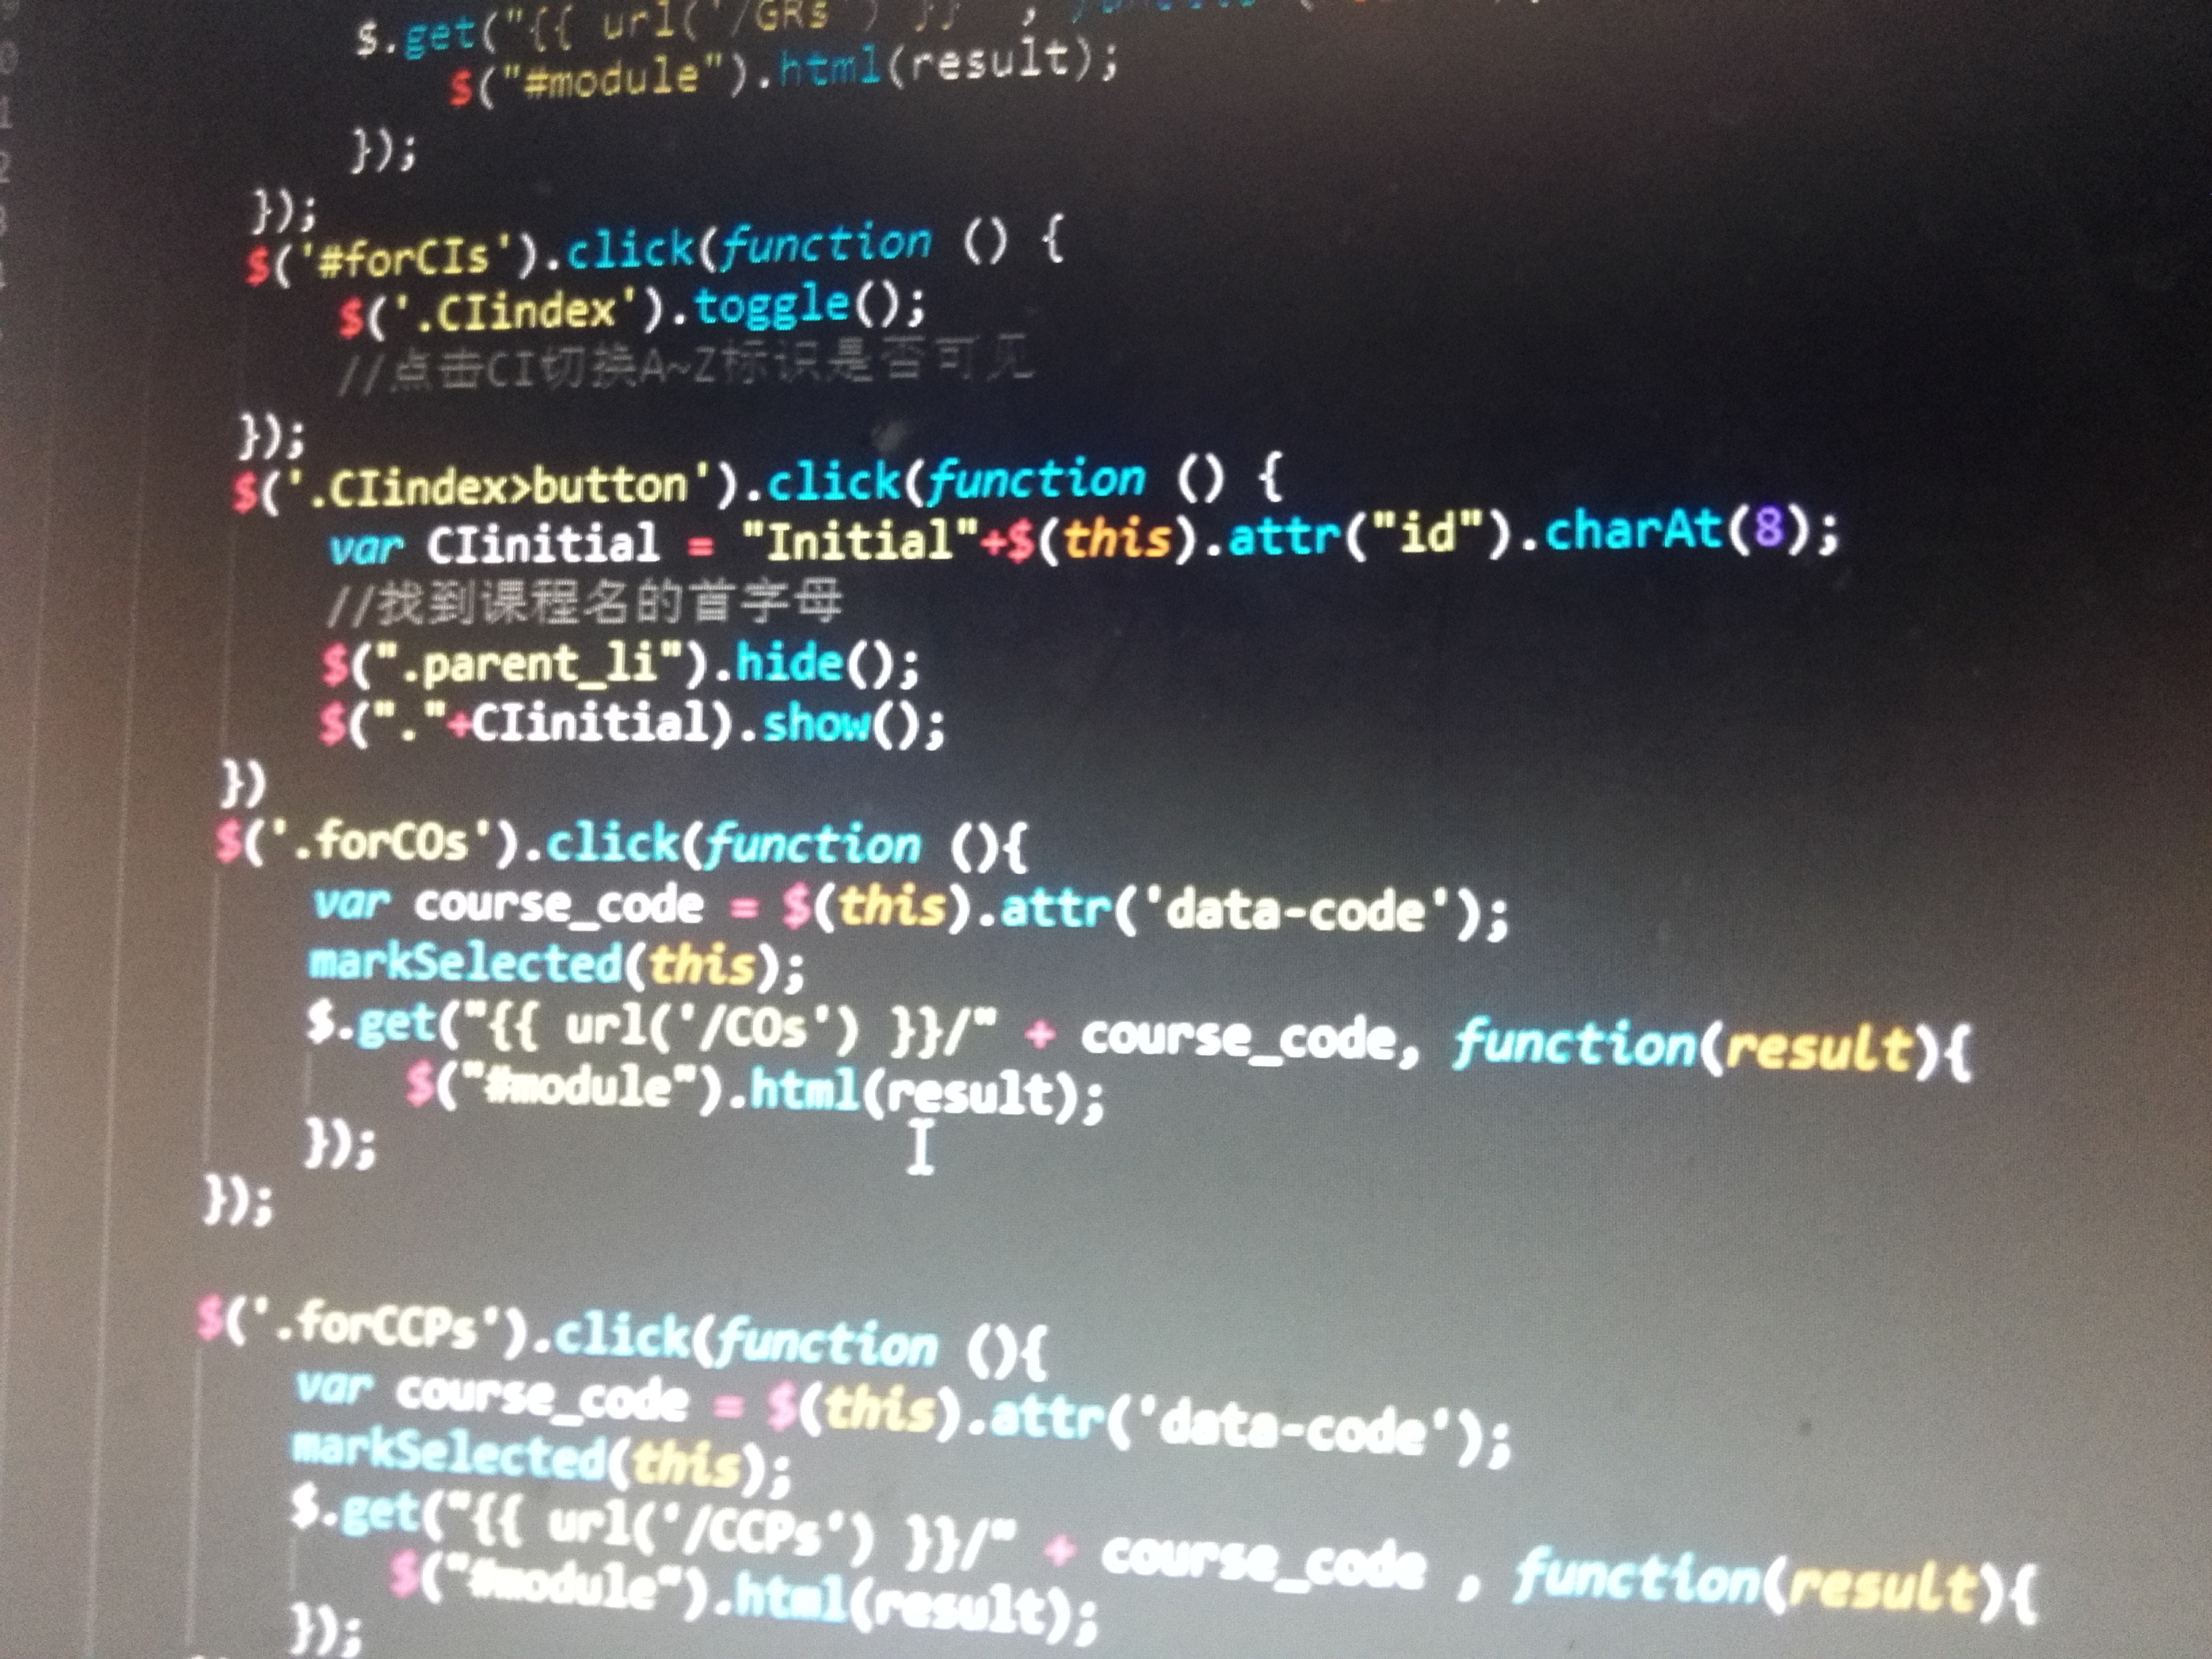 $.get("{{ url('/GRs') }}" ,
$("#module").html(result);
});
});
$('#forCIs').click(function () {
$('.CIindex').toggle();
//点击CI切换A~Z标识是否可见
});
$('.CIindex>button').click(function () {
var CIinitial = "Initial"+$(this).attr("id").charAt(8);
//找到课程名的首字母
$(".parent_li").hide();
$("."+CIinitial).show();
})
$('.forCOs').click(function (){
var course_code = $(this).attr('data-code');
markSelected(this);
$.get("{{ url('/COs') }}/" + course_code, function(result){
$("#module").html(result);
});
});
$('.forCCPs').click(function (){
var course_code = $(this).attr('data-code');
markSelected(this);
$.get("{{ url('/CCPs') }}/" + course_code , function(result){
$("#module").html(result);
});